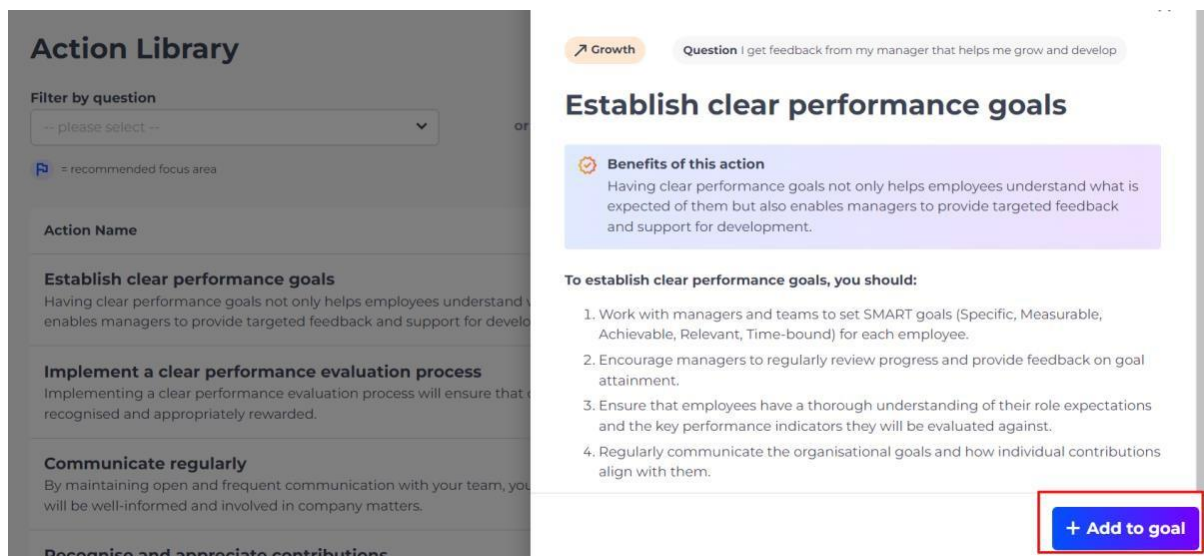 Action Library
Filter by question
-- please select --
or
= recommended focus area
Action Name
Establish clear performance goals
Having clear performance goals not only helps employees understand
enables managers to provide targeted feedback and support for develo
Implement a clear performance evaluation process
Implementing a clear performance evaluation process will ensure that
recognised and appropriately rewarded.
Communicate regularly
By maintaining open and frequent communication with your team, you
will be well-informed and involved in company matters.
Recognise and appreciate contributions
Growth
Question I get feedback from my manager that helps me grow and develop
Establish clear performance goals
Benefits of this action
Having clear performance goals not only helps employees understand what is
expected of them but also enables managers to provide targeted feedback
and support for development.
To establish clear performance goals, you should:
1. Work with managers and teams to set SMART goals (Specific, Measurable,
Achievable, Relevant, Time-bound) for each employee.
2. Encourage managers to regularly review progress and provide feedback on goal
attainment.
3. Ensure that employees have a thorough understanding of their role expectations
and the key performance indicators they will be evaluated against.
4. Regularly communicate the organisational goals and how individual contributions
align with them.
+ Add to goal